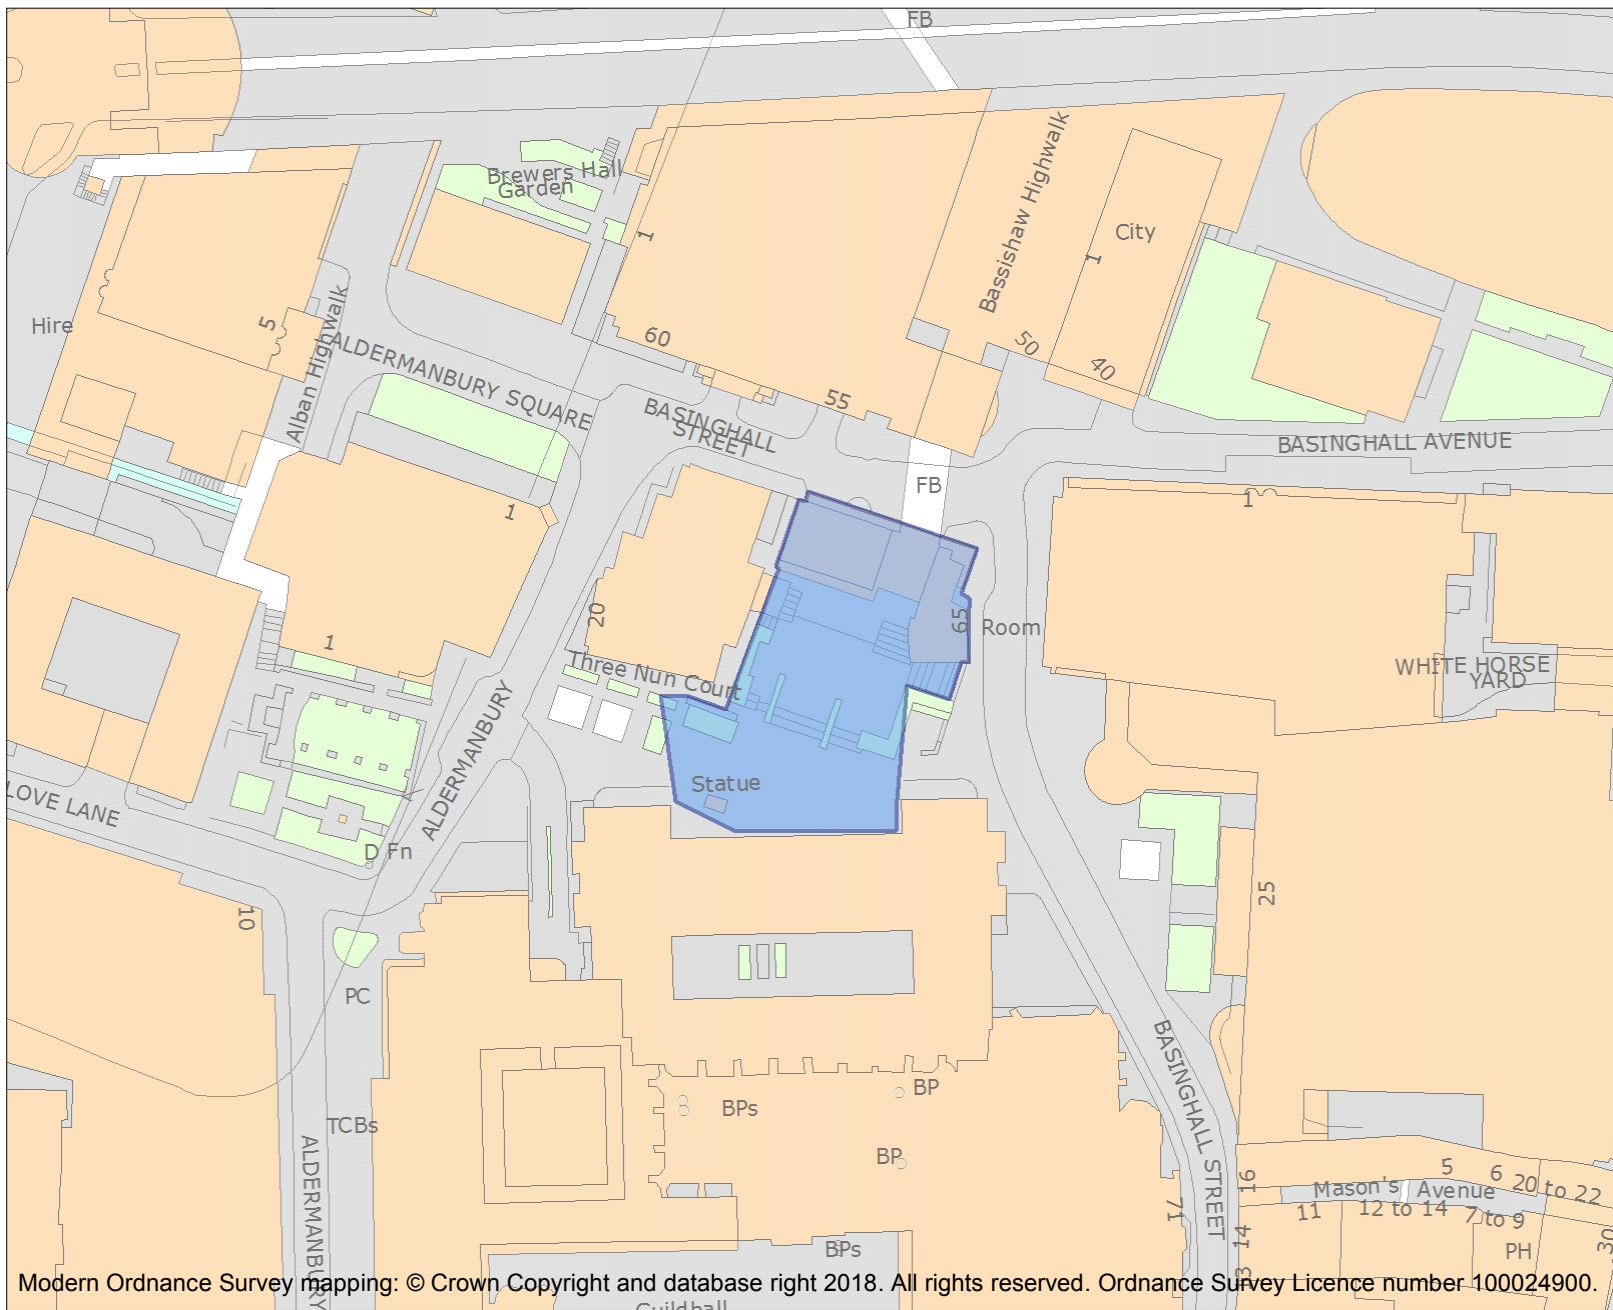 FB
Brewers Hall
Garden
Bassishaw Highwalk
City
1
1
Hire
5
Alban Highwalk
60
50
40
ALDERMANBURY SQUARE
55
BASINGHALL
STREET
BASINGHALL AVENUE
FB
1
1
20
65
Room
1
Three Nun Court
WHITE HORSE
YARD
ALDERMANBURY
Statue
LOVE LANE
D Fn
10
25
PC
BASINGHALL STREET
BP
BPs
TCBs
BP
ALDERMANBURY
71
16
5
6
20 to 22
Mason's
Avenue
11
12 to 14
7 to 9
14
PH
30
BPs
13
Modern Ordnance Survey mapping: © Crown Copyright and database right 2018. All rights reserved. Ordnance Survey Licence number 100024900.
Guildhall